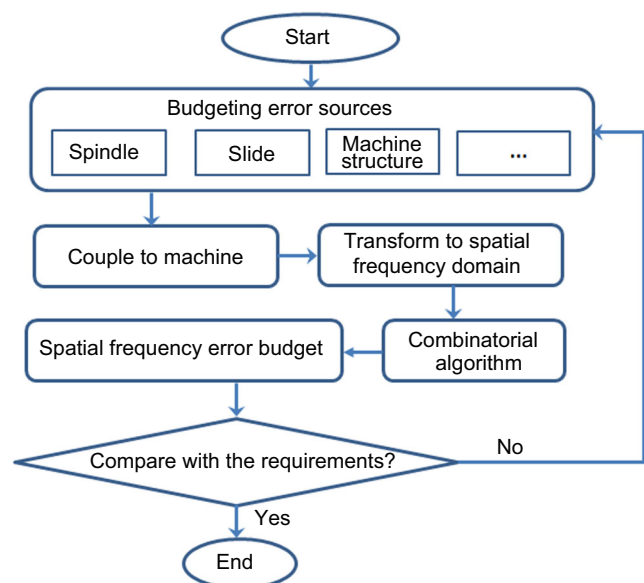 Start
Budgeting error sources
Spindle
Slide
Machine
structure
...
Couple to machine
Transform to spatial
frequency domain
Spatial frequency error budget
Combinatorial
algorithm
Compare with the requirements?
No
Yes
End